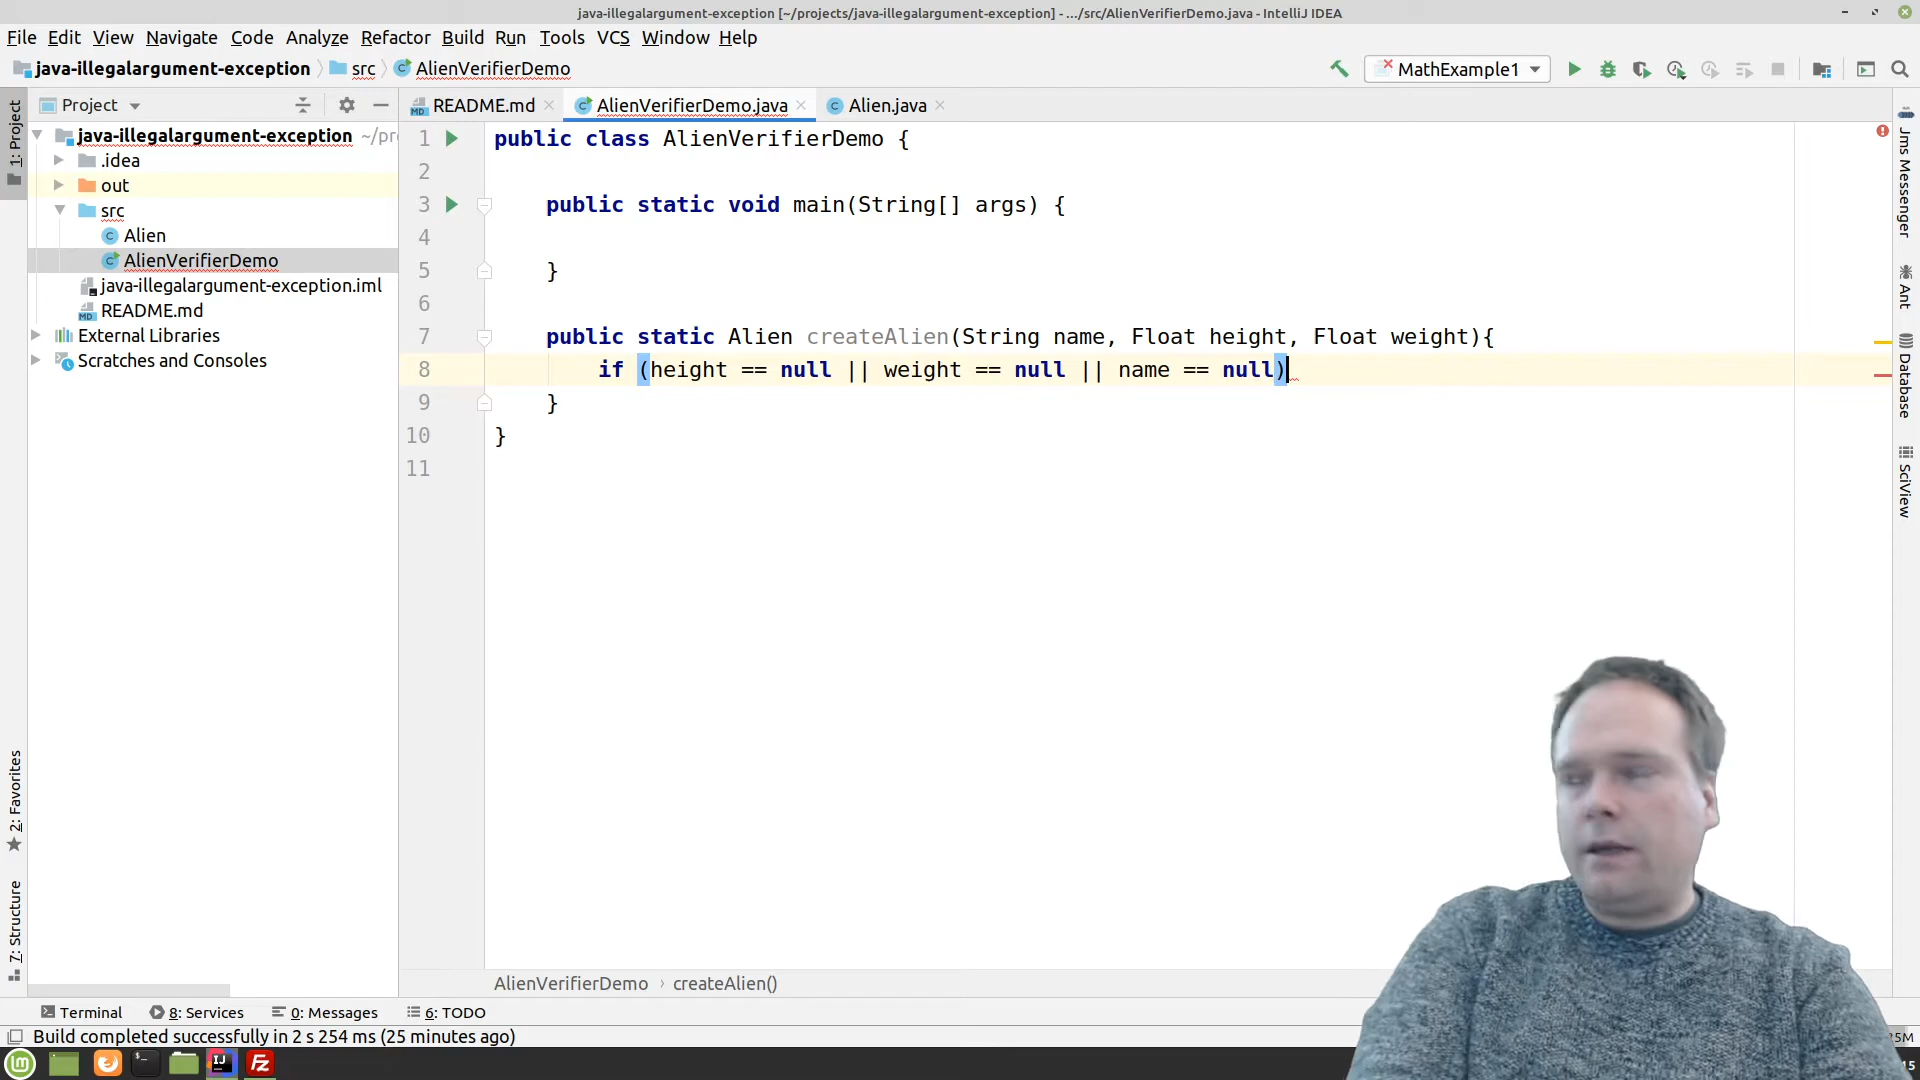 java-illegalargument-exception [~/projects/java-illegalargument-exception] - .../src/AlienVerifierDemo.java - IntelliJ IDEA
File Edit View Navigate Code Analyze Refactor Build Run Tools VCS Window Help
java-illegalargument-exception src AlienVerifierDemo MathExample1
1: Project
Project
java-illegalargument-exception ~/pro
.idea
out
src
Alien
AlienVerifierDemo
java-illegalargument-exception.iml
README.md
External Libraries
Scratches and Consoles
2: Favorites
7: Structure
README.md AlienVerifierDemo.java Alien.java
1 public class AlienVerifierDemo {
2
3 public static void main(String[] args) {
4
5 }
6
7 public static Alien createAlien(String name, Float height, Float weight){
8 if (height == null || weight == null || name == null)
9 }
10 }
11
Jms Messenger
Ant
Database
SciView
AlienVerifierDemo › createAlien()
Terminal 8: Services 0: Messages 6: TODO
Build completed successfully in 2 s 254 ms (25 minutes ago)